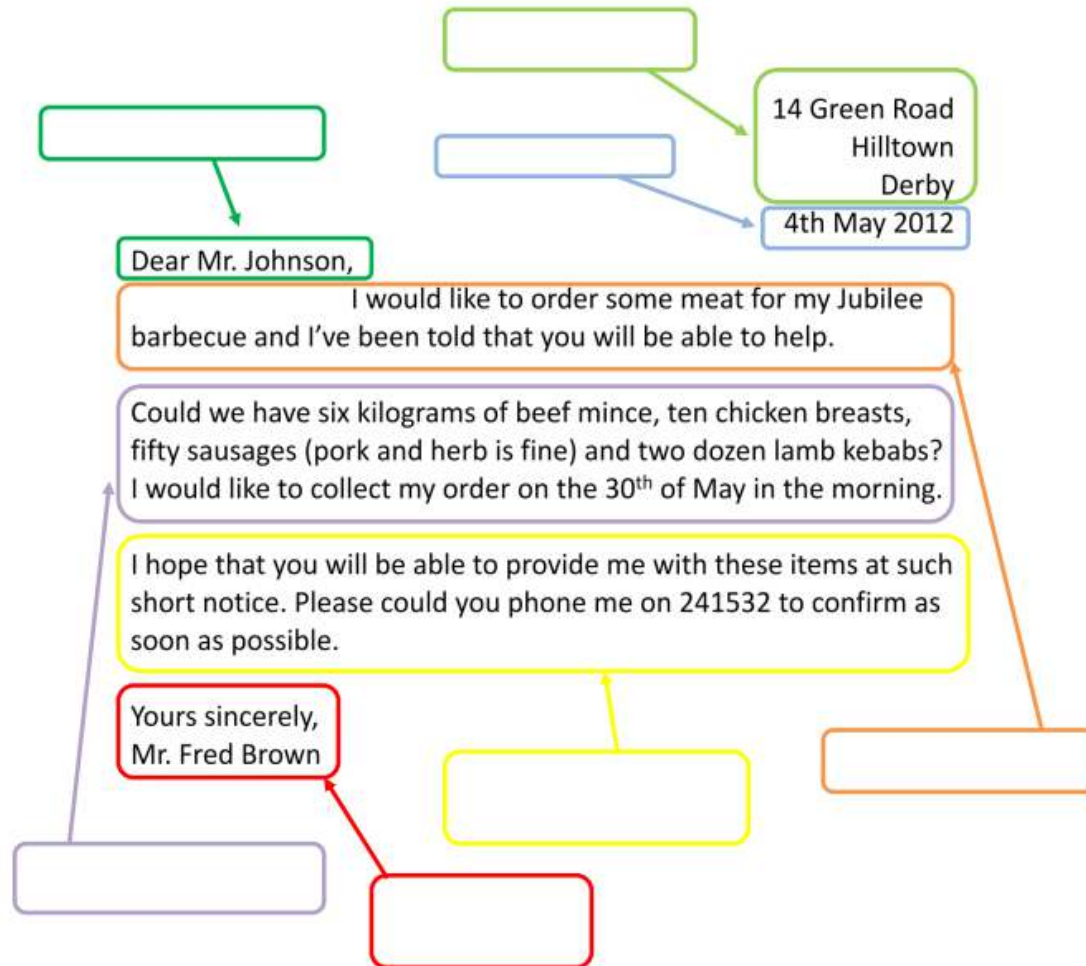 14 Green Road
Hilltown
Derby
4th May 2012
Dear Mr. Johnson,
I would like to order some meat for my Jubilee
barbecue and I’ve been told that you will be able to help.
Could we have six kilograms of beef mince, ten chicken breasts,
fifty sausages (pork and herb is fine) and two dozen lamb kebabs?
I would like to collect my order on the 30th of May in the morning.
I hope that you will be able to provide me with these items at such
short notice. Please could you phone me on 241532 to confirm as
soon as possible.
Yours sincerely,
Mr. Fred Brown